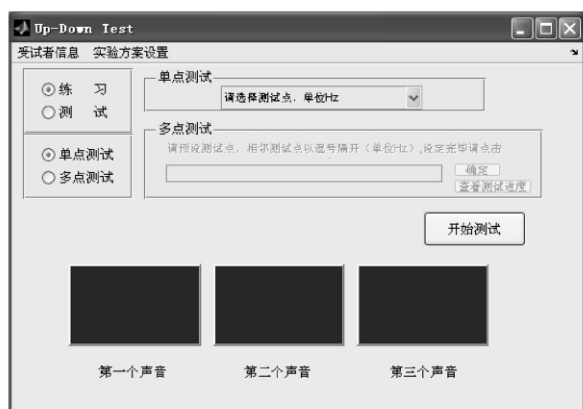 Up-Down Test
受试者信息 实验方案设置
练 习
测 试
单点测试
多点测试
单点测试
请选择测试点，单位Hz
多点测试
请预设测试点，相邻测试点以逗号隔开（单位Hz）,设定完毕请点击
确定
查看测试进度
开始测试
第一个声音 第二个声音 第三个声音